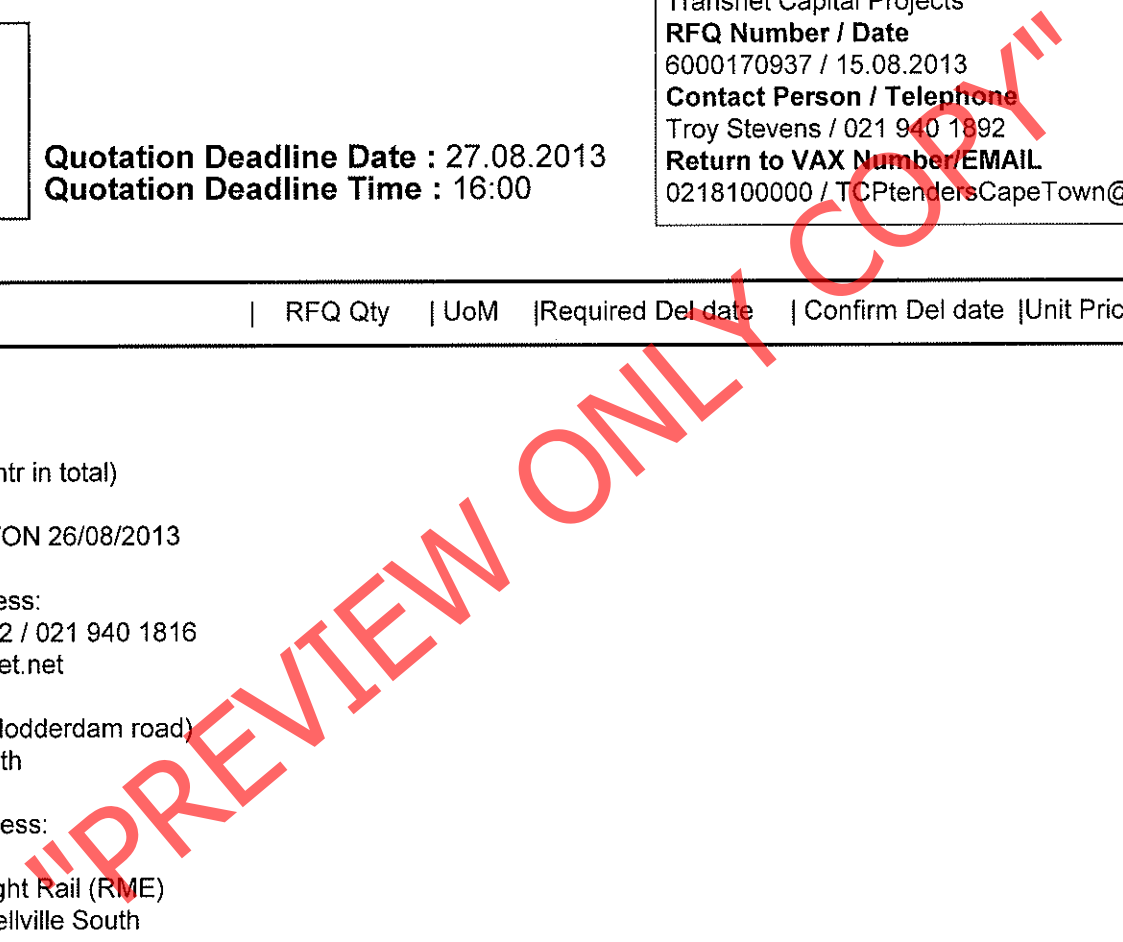 Transnet Capital Projects
RFQ Number / Date
6000170937 / 15.08.2013
Contact Person / Telephone
Troy Stevens / 021 940 1892
Return to VAX Number/EMAIL
0218100000 / TCPtendersCapeTown@
Quotation Deadline Date : 27.08.2013
Quotation Deadline Time : 16:00
| RFQ Qty | UoM |Required Del date | Confirm Del date |Unit Pric
ntr in total)
ON 26/08/2013
ess:
2 / 021 940 1816
et.net
lodderdam road)
th
ess:
ght Rail (RME)
ellville South
"PREVIEW ONLY COPY"